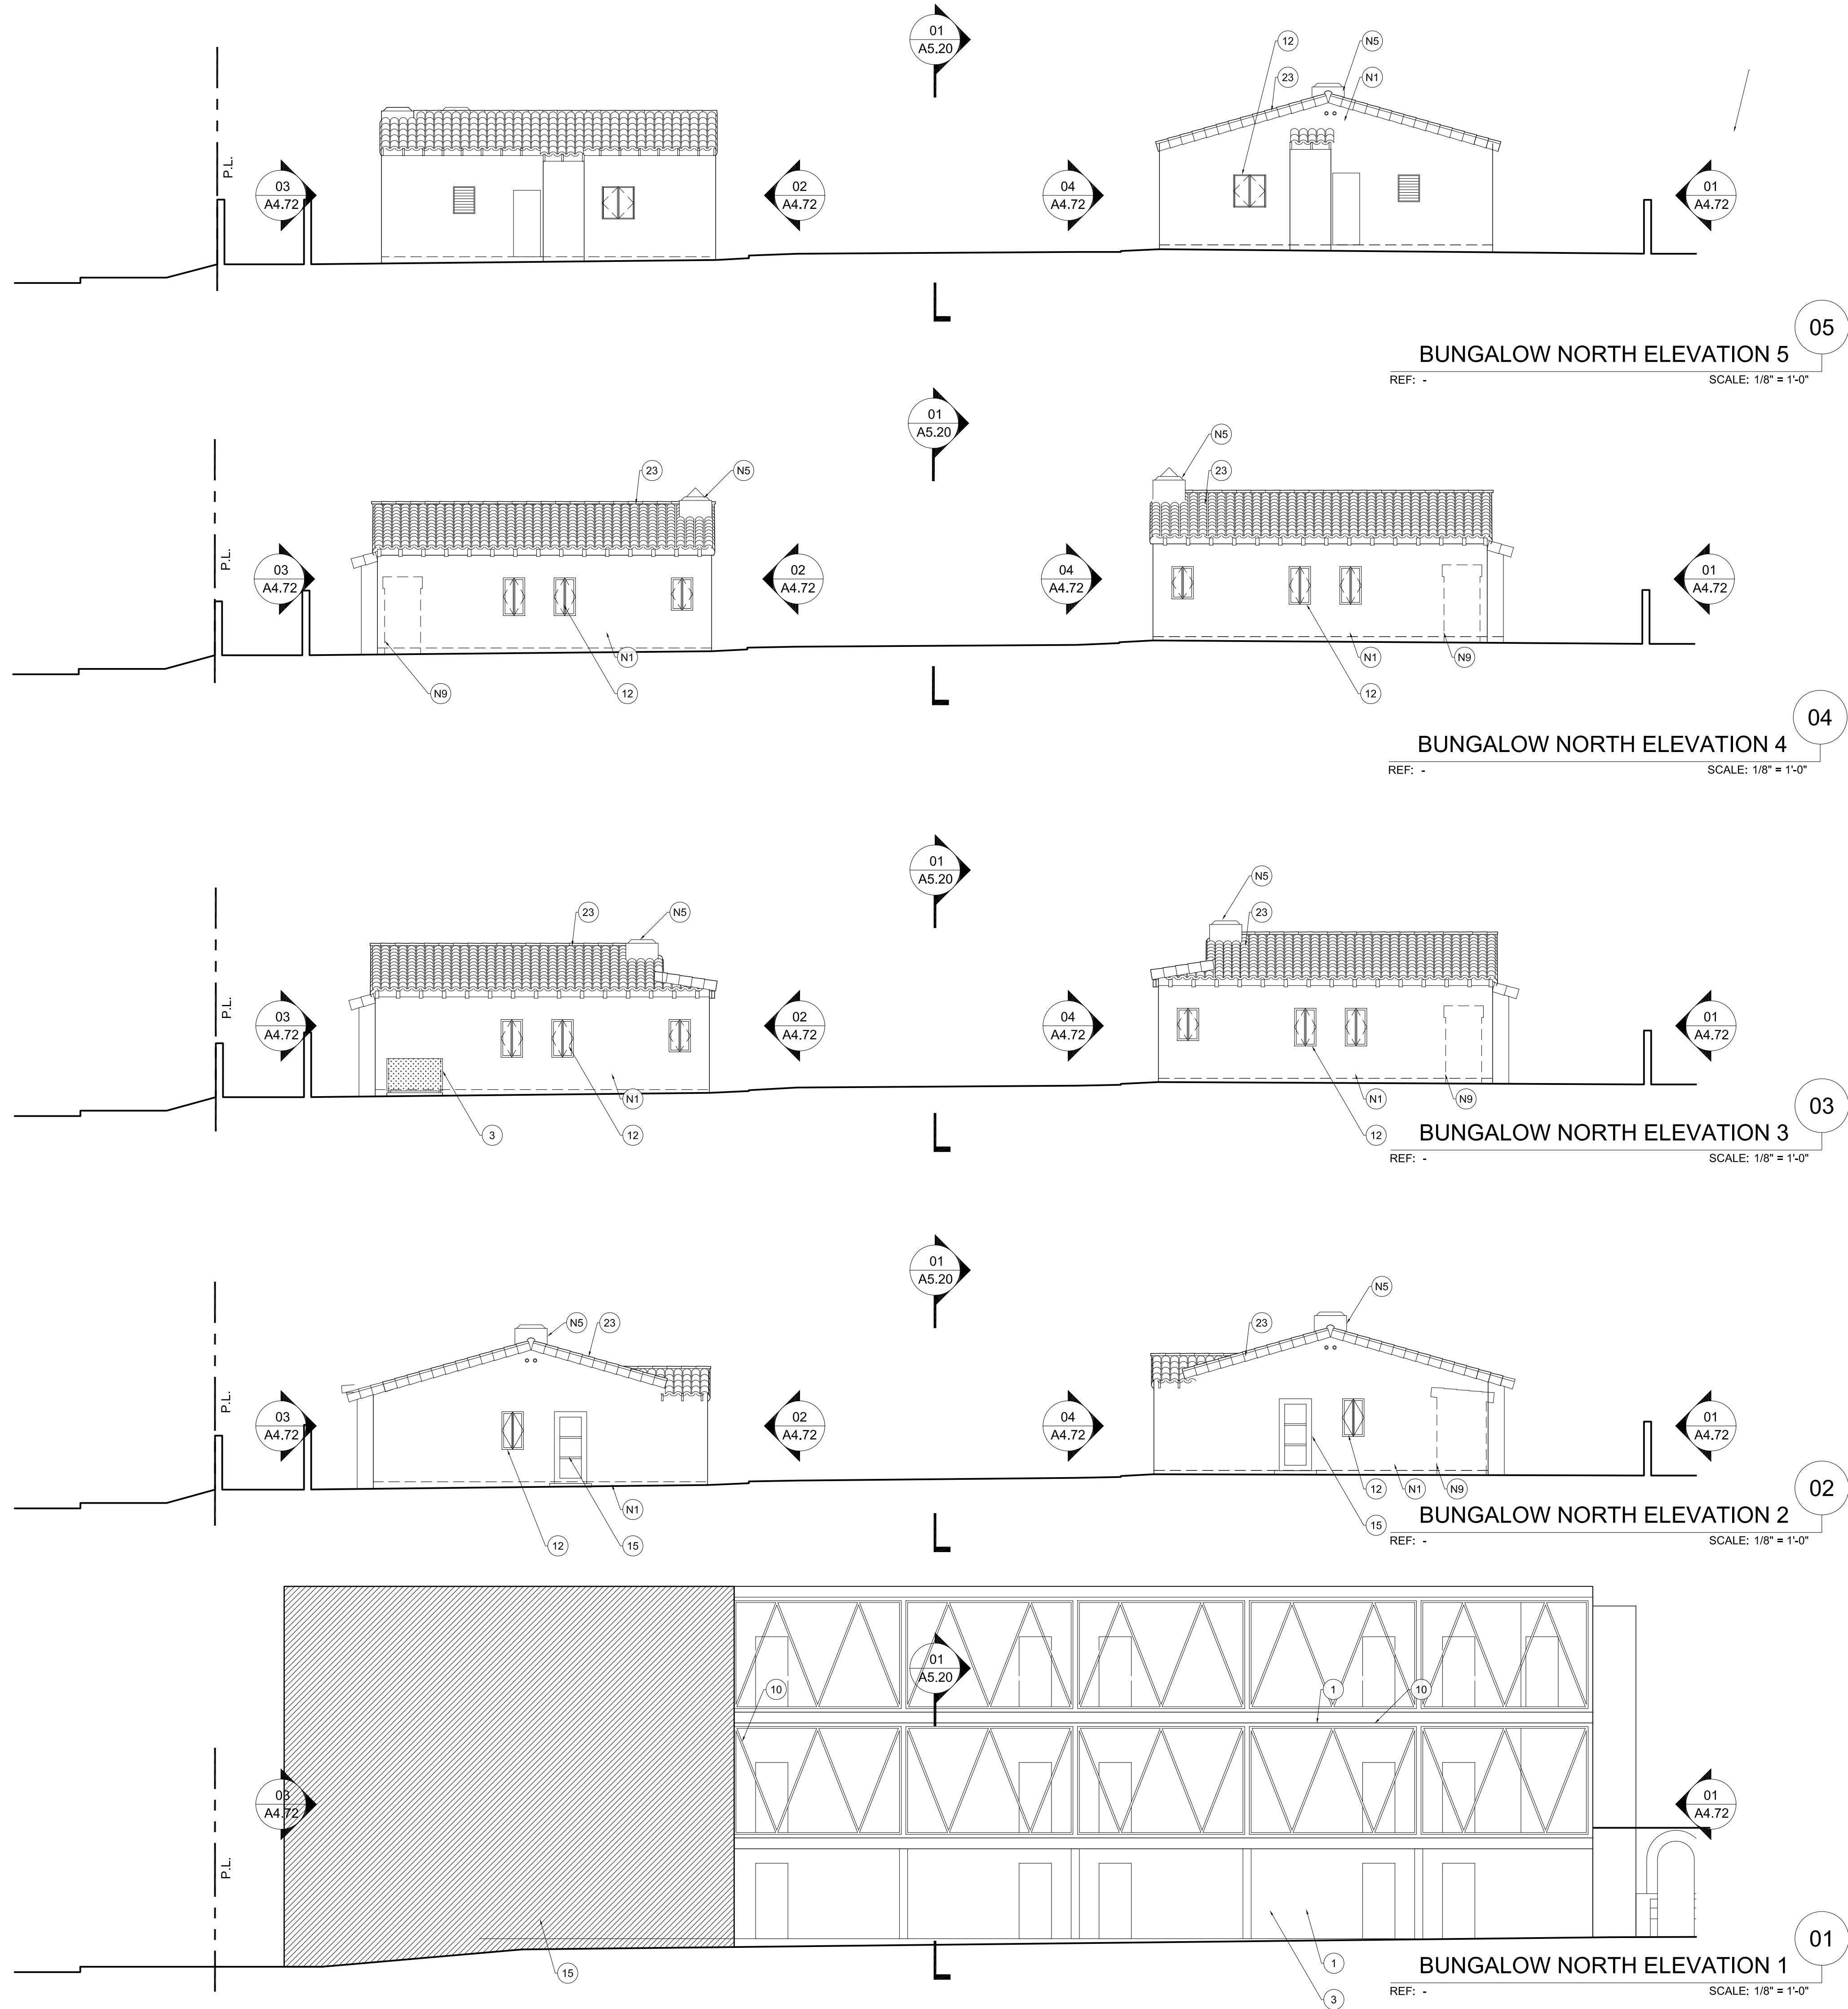 01
A5.20
12
N5
23
N1
P.L.
03
A4.72
02
A4.72
04
A4.72
01
A4.72
05
BUNGALOW NORTH ELEVATION 5
REF: -
SCALE: 1/8" = 1'-0"
01
A5.20
N5
23
N5
23
P.L.
03
A4.72
02
A4.72
04
A4.72
01
A4.72
N1
N1
N9
N9
12
12
04
BUNGALOW NORTH ELEVATION 4
REF: -
SCALE: 1/8" = 1'-0"
01
A5.20
N5
23
N5
23
P.L.
03
A4.72
02
A4.72
04
A4.72
01
A4.72
N1
N1
N9
3
12
12
03
BUNGALOW NORTH ELEVATION 3
REF: -
SCALE: 1/8" = 1'-0"
01
A5.20
N5
N5
23
23
P.L.
03
A4.72
02
A4.72
04
A4.72
01
A4.72
12
N1
N9
N1
15
12
15
02
BUNGALOW NORTH ELEVATION 2
REF: -
SCALE: 1/8" = 1'-0"
01
A5.20
10
1
10
P.L.
03
A4.72
01
A4.72
15
1
3
01
BUNGALOW NORTH ELEVATION 1
REF: -
SCALE: 1/8" = 1'-0"